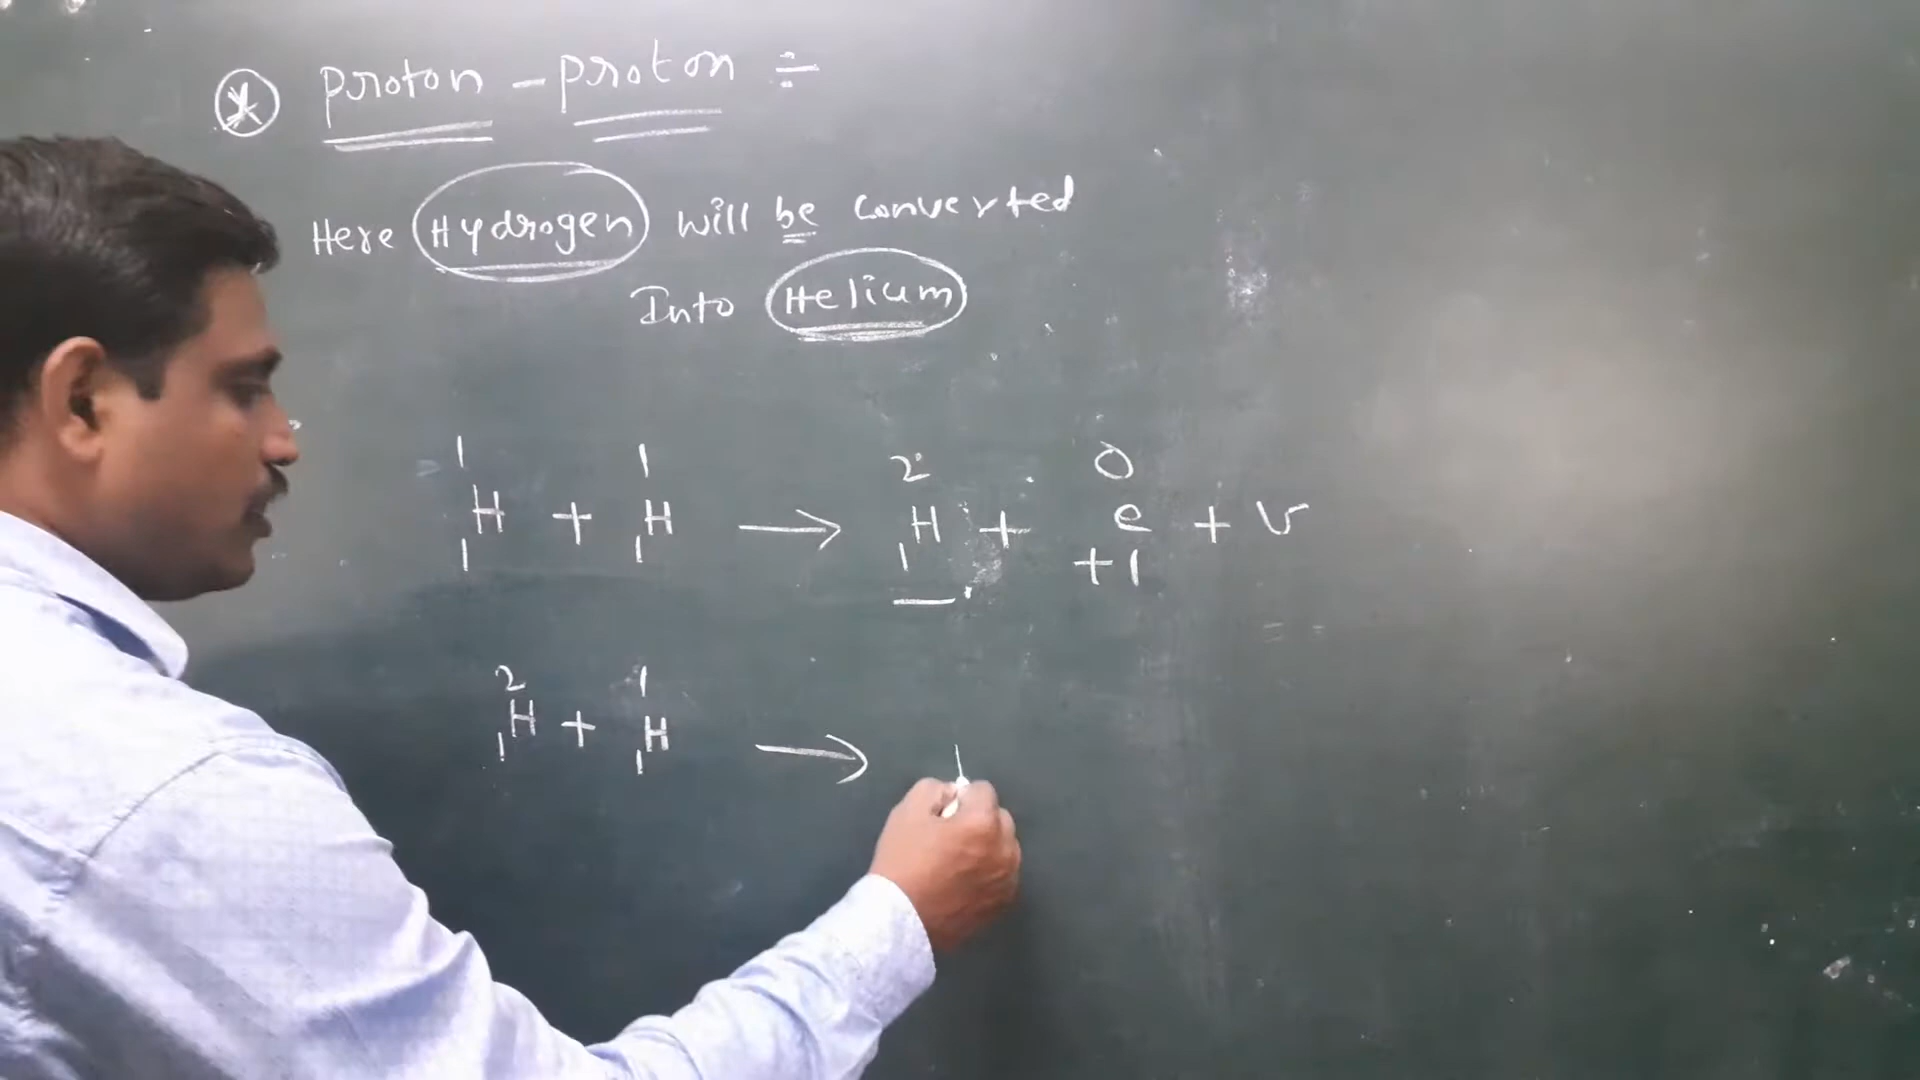 * proton - proton ÷
Here Hydrogen will be converted
Into Helium
¹₁H + ¹₁H → ²₁H + ⁰₊₁e + ν
²₁H + ¹₁H →